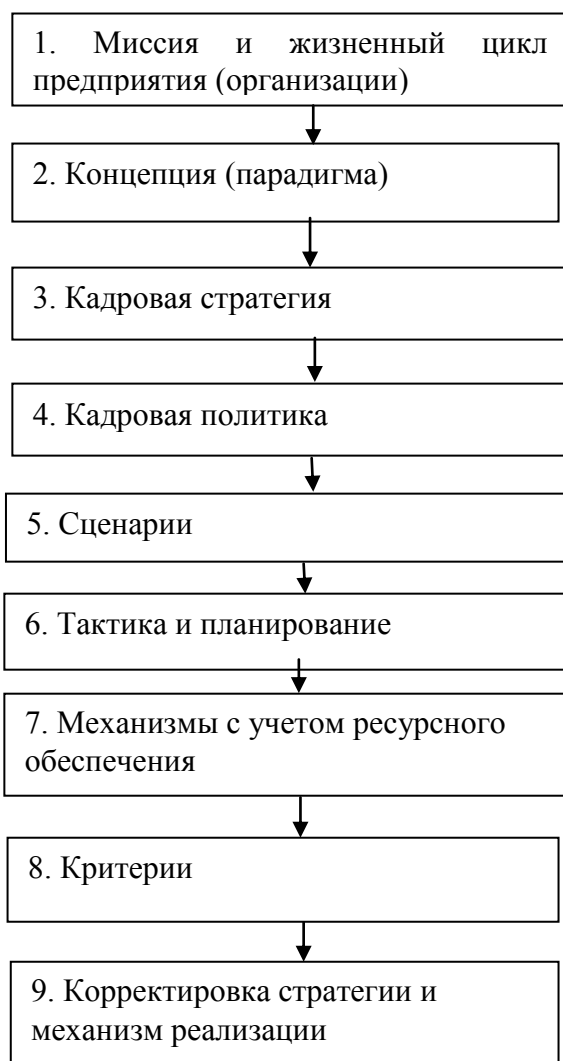 1. Миссия и жизненный цикл
предприятия (организации)
2. Концепция (парадигма)
3. Кадровая стратегия
4. Кадровая политика
5. Сценарии
6. Тактика и планирование
7. Механизмы с учетом ресурсного
обеспечения
8. Критерии
9. Корректировка стратегии и
механизм реализации